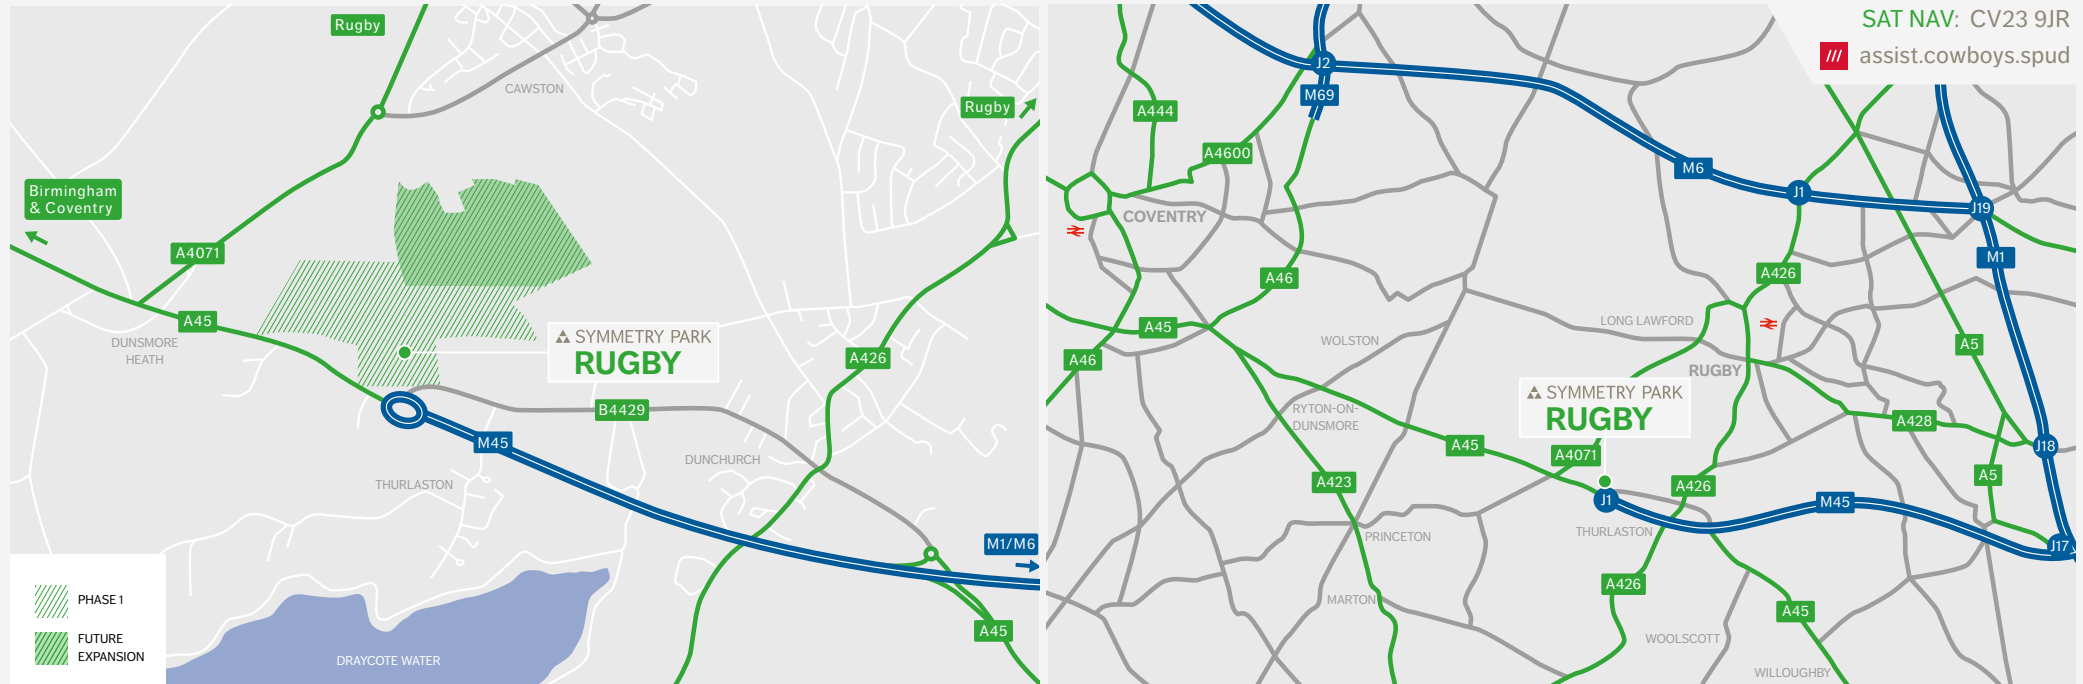 Rugby
CAWSTON
Rugby
Birmingham
& Coventry
A4071
A45
DUNSMORE
HEATH
SYMMETRY PARK
RUGBY
A426
B4429
M45
DUNCHURCH
THURLASTON
M1/M6
PHASE 1
FUTURE
EXPANSION
A45
DRAYCOTE WATER
SAT NAV: CV23 9JR
assist.cowboys.spud
J2
M69
A444
A4600
M6
J1
J19
COVENTRY
M1
A46
A426
A45
LONG LAWFORD
WOLSTON
A5
A46
RUGBY
SYMMETRY PARK
RUGBY
RYTON-ON-
DUNSMORE
A428
A45
J18
A4071
A5
A423
A426
J1
M45
THURLASTON
PRINCETON
J17
A426
MARTON
A45
WOOLSCOTT
WILLOUGHBY